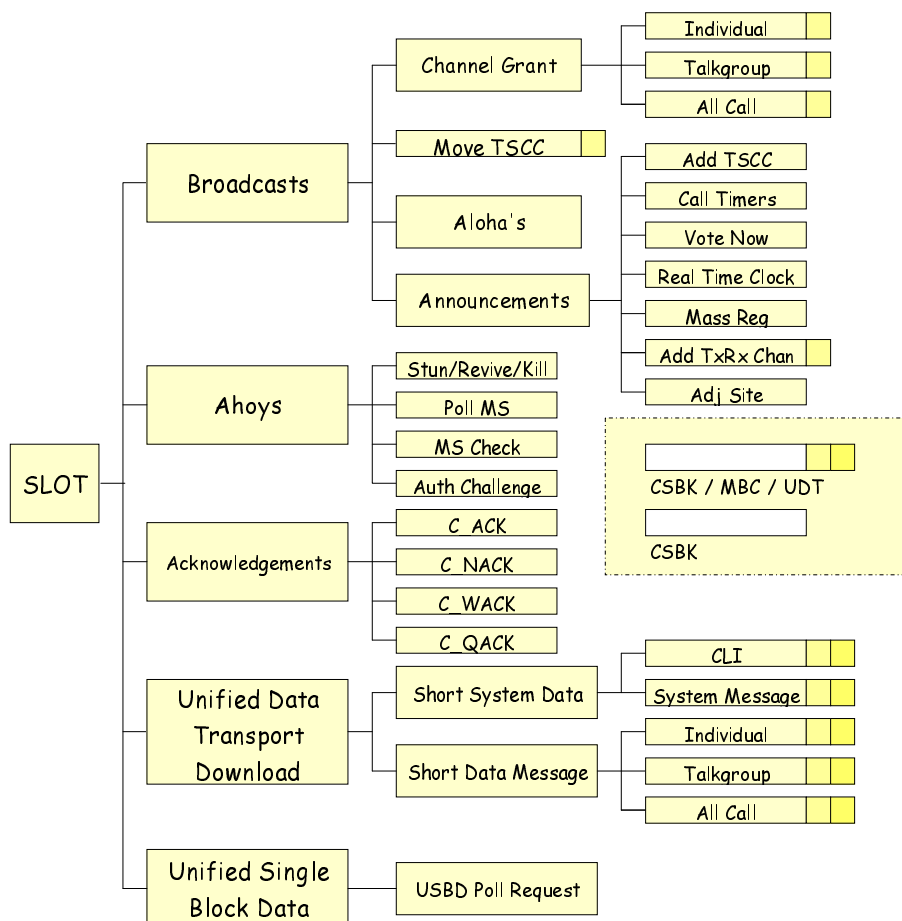 SLOT
Broadcasts
Channel Grant
Individual
Talkgroup
All Call
Move TSCC
Aloha's
Announcements
Add TSCC
Call Timers
Vote Now
Real Time Clock
Mass Reg
Add TxRx Chan
Adj Site
Ahoys
Stun/Revive/Kill
Poll MS
MS Check
Auth Challenge
CSBK / MBC / UDT
CSBK
Acknowledgements
C_ACK
C_NACK
C_WACK
C_QACK
Unified Data
Transport
Download
Short System Data
CLI
System Message
Short Data Message
Individual
Talkgroup
All Call
Unified Single
Block Data
USBD Poll Request